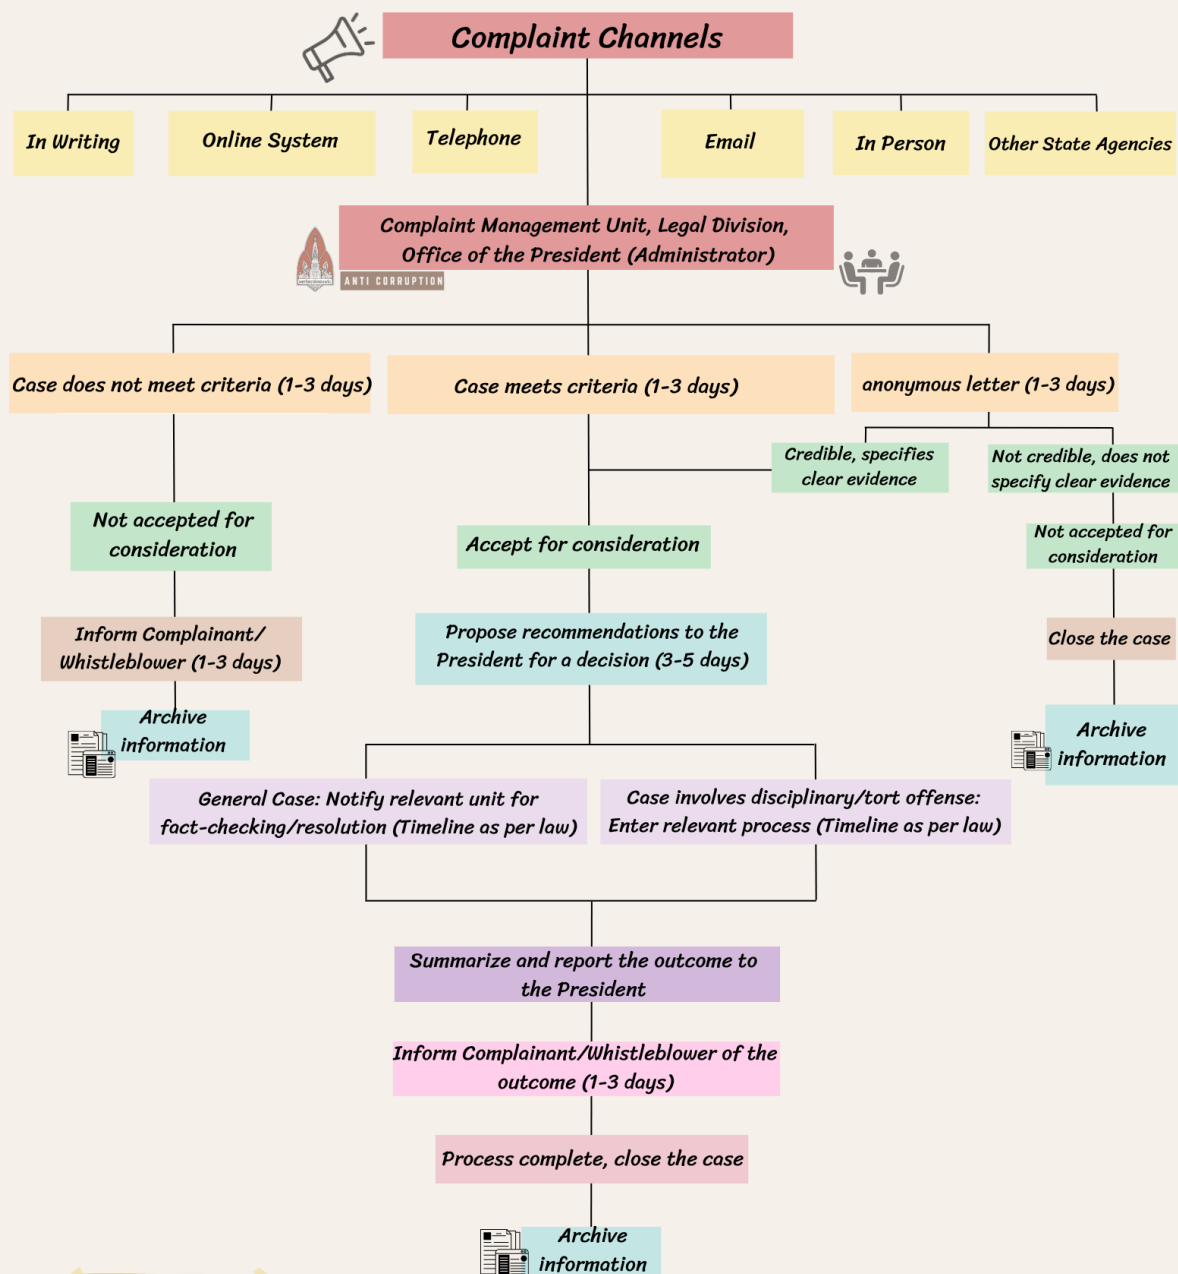 Complaint Channels
In Writing
Online System
Telephone
Email
In Person
Other State Agencies
Complaint Management Unit, Legal Division,
Office of the President (Administrator)
ANTI CORRUPTION
Case does not meet criteria (1-3 days)
Case meets criteria (1-3 days)
anonymous letter (1-3 days)
Credible, specifies
clear evidence
Not credible, does not
specify clear evidence
Not accepted for
consideration
Accept for consideration
Not accepted for
consideration
Inform Complainant/
Whistleblower (1-3 days)
Propose recommendations to the
President for a decision (3-5 days)
Close the case
Archive
information
Archive
information
General Case: Notify relevant unit for
fact-checking/resolution (Timeline as per law)
Case involves disciplinary/tort offense:
Enter relevant process (Timeline as per law)
Summarize and report the outcome to
the President
Inform Complainant/Whistleblower of the
outcome (1-3 days)
Process complete, close the case
Archive
information